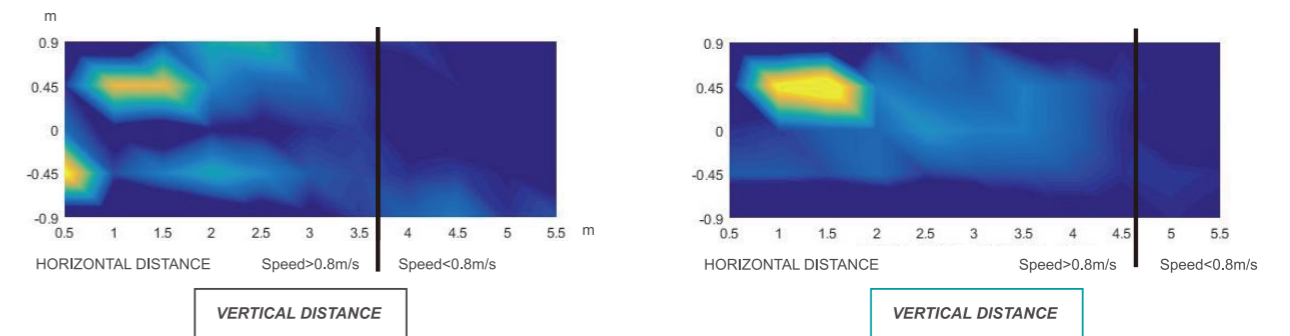 m
0.9
0.45
0
-0.45
-0.9
0.5 1 1.5 2 2.5 3 3.5 4 4.5 5 5.5 m
HORIZONTAL DISTANCE Speed>0.8m/s Speed<0.8m/s
VERTICAL DISTANCE
0.9
0.45
0
-0.45
-0.9
0.5 1 1.5 2 2.5 3 3.5 4 4.5 5 5.5
HORIZONTAL DISTANCE Speed>0.8m/s Speed<0.8m/s
VERTICAL DISTANCE